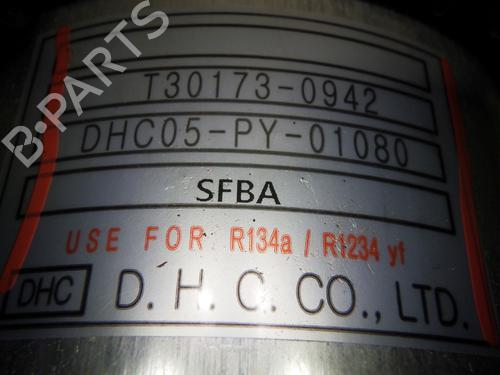 B-PARTS
T30173-0942
DHC05-PY-01080
SFBA
USE FOR R134a / R1234 yf
DHC D. H. C. CO., LTD.